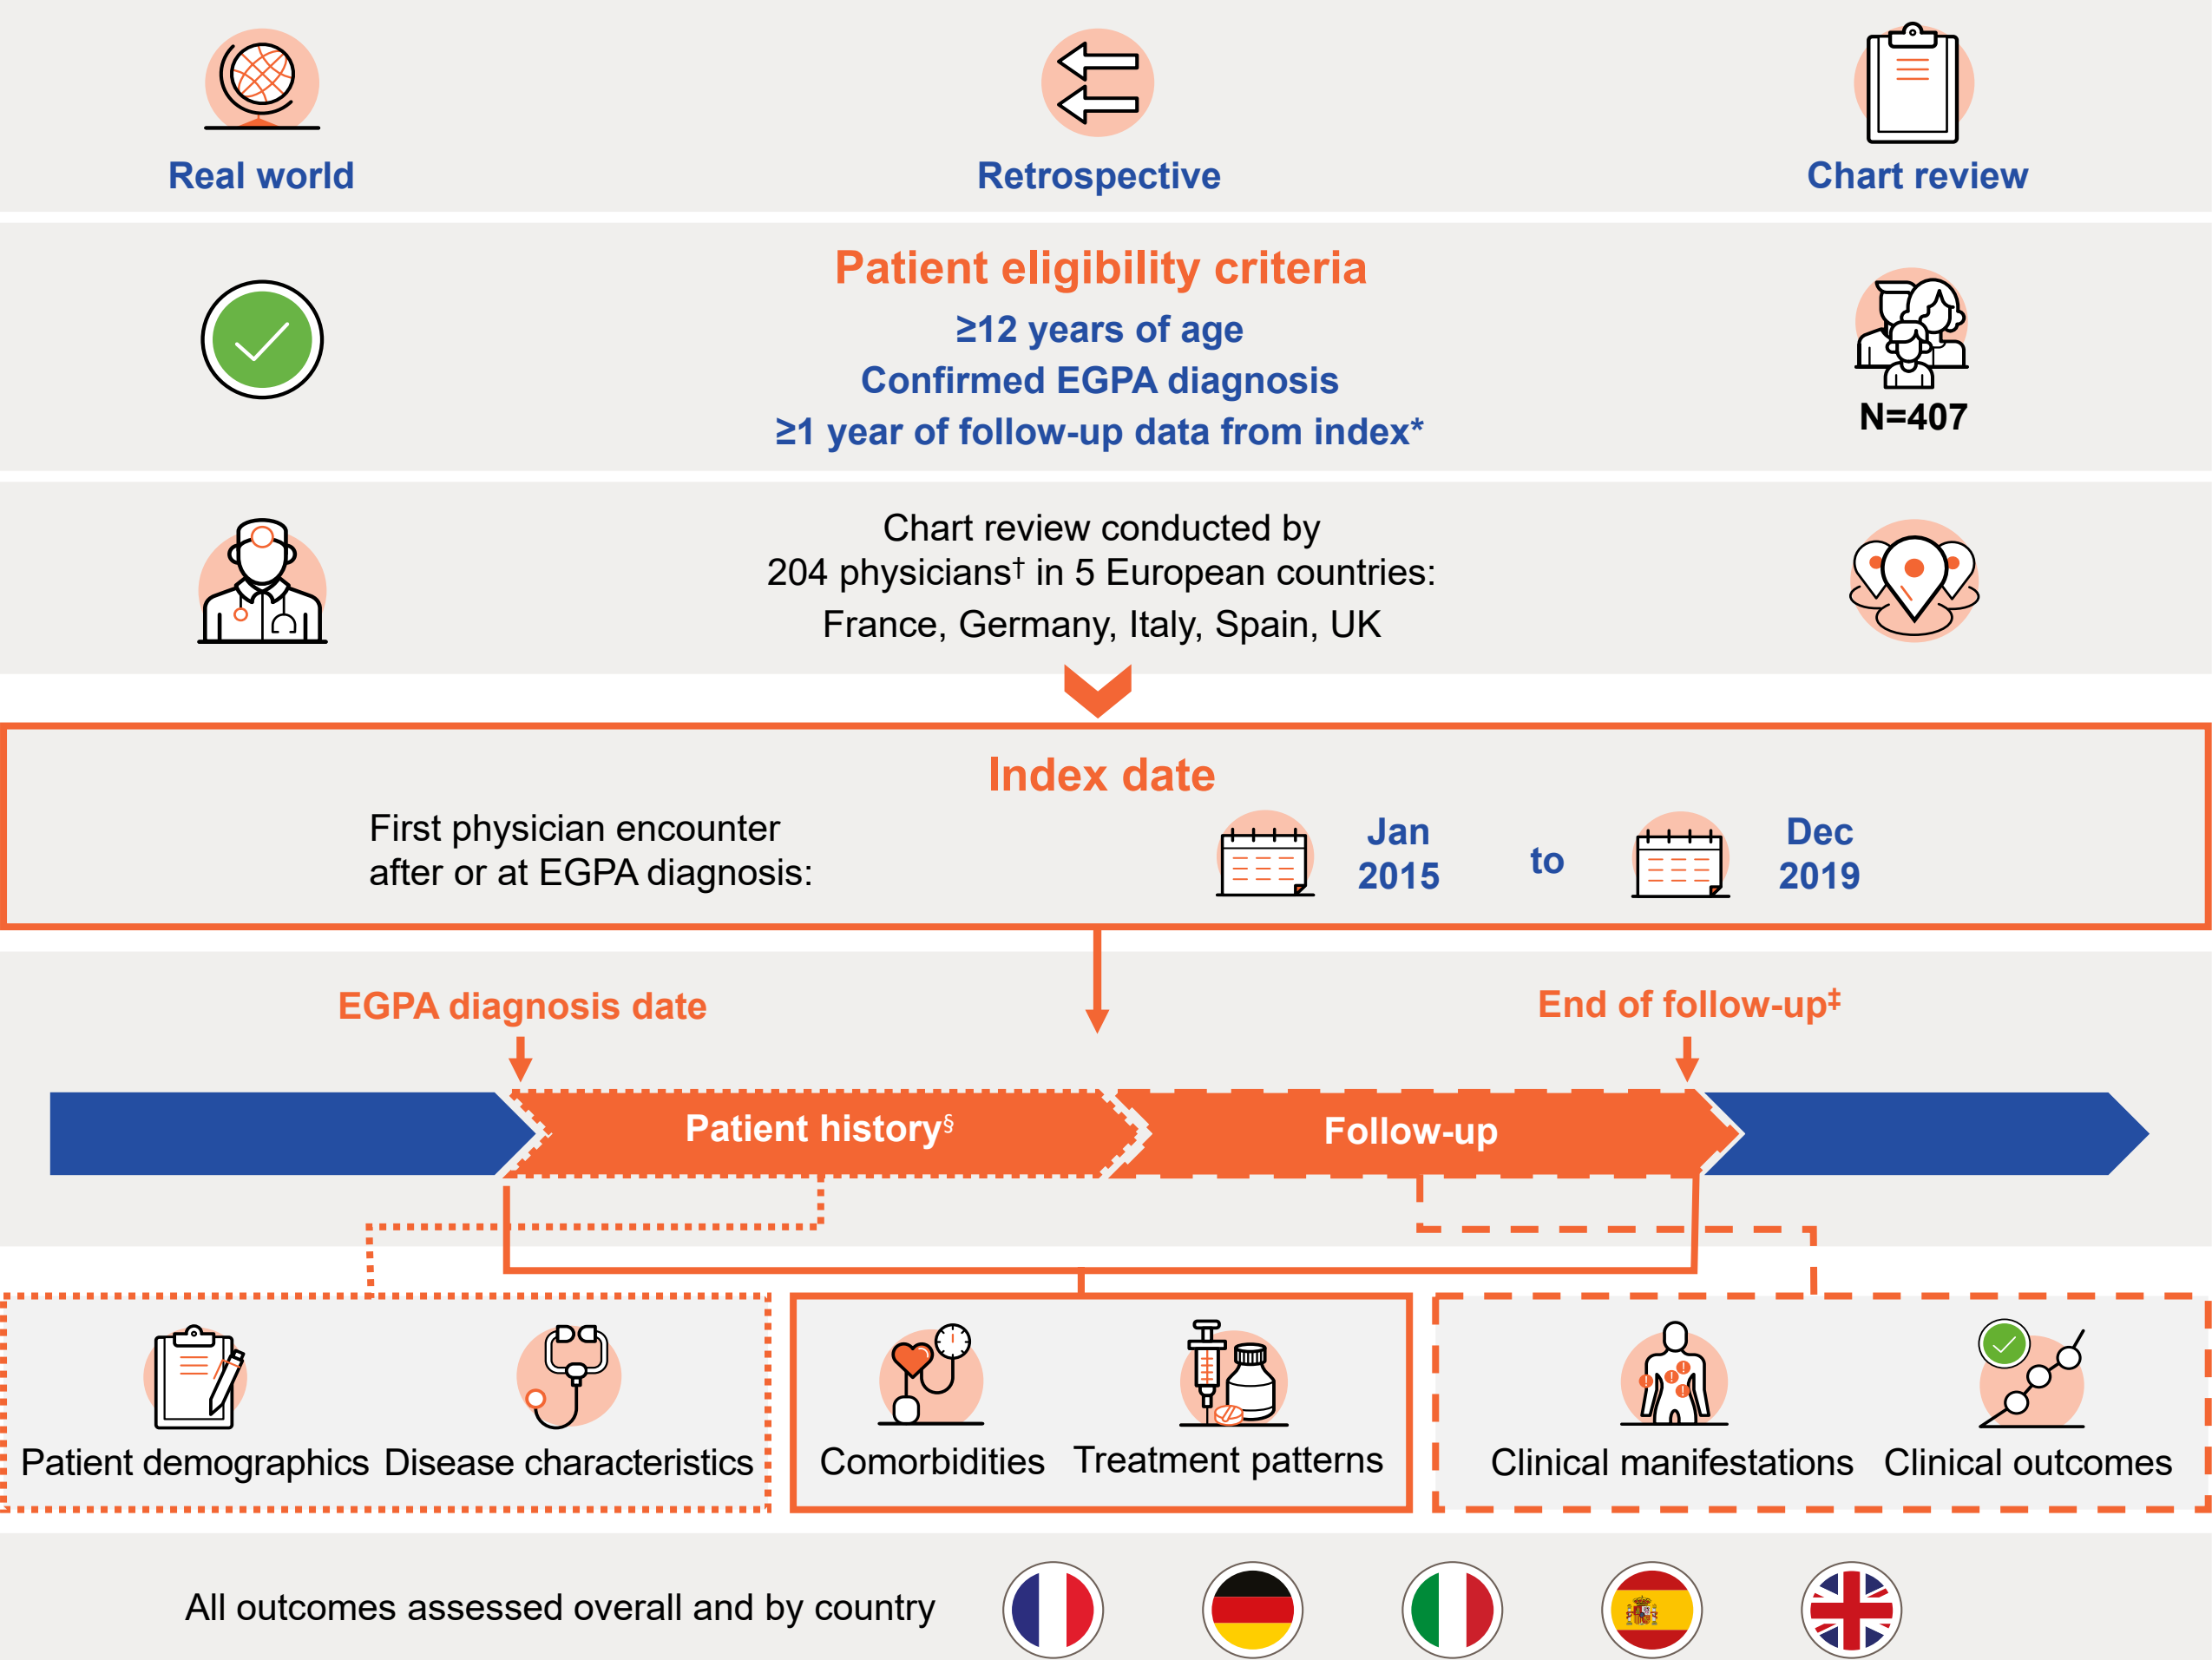 Real world
Retrospective
Chart review
Patient eligibility criteria
≥12 years of age
Confirmed EGPA diagnosis
≥1 year of follow-up data from index*
N=407
Chart review conducted by
204 physicians† in 5 European countries:
France, Germany, Italy, Spain, UK
Index date
First physician encounter
after or at EGPA diagnosis:
Jan
2015
to
Dec
2019
EGPA diagnosis date
End of follow-up‡
Patient history§
Follow-up
Patient demographics
Disease characteristics
Comorbidities
Treatment patterns
Clinical manifestations
Clinical outcomes
All outcomes assessed overall and by country